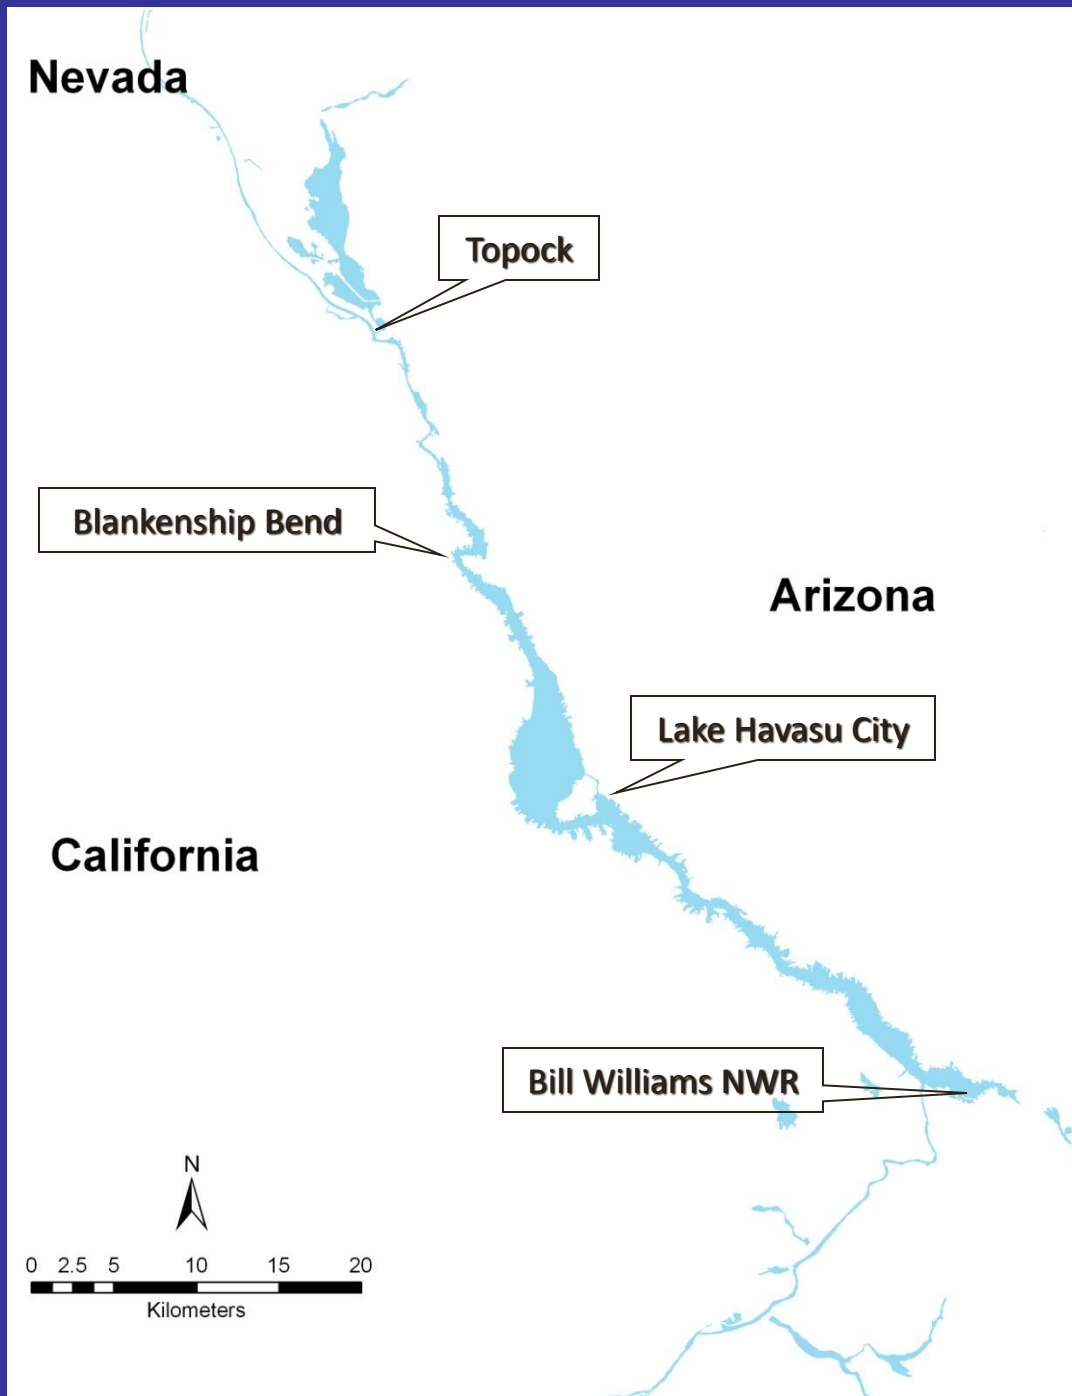 Nevada
Topock
Blankenship Bend
Arizona
Lake Havasu City
California
Bill Williams NWR
N
0 2.5 5 10 15 20
Kilometers